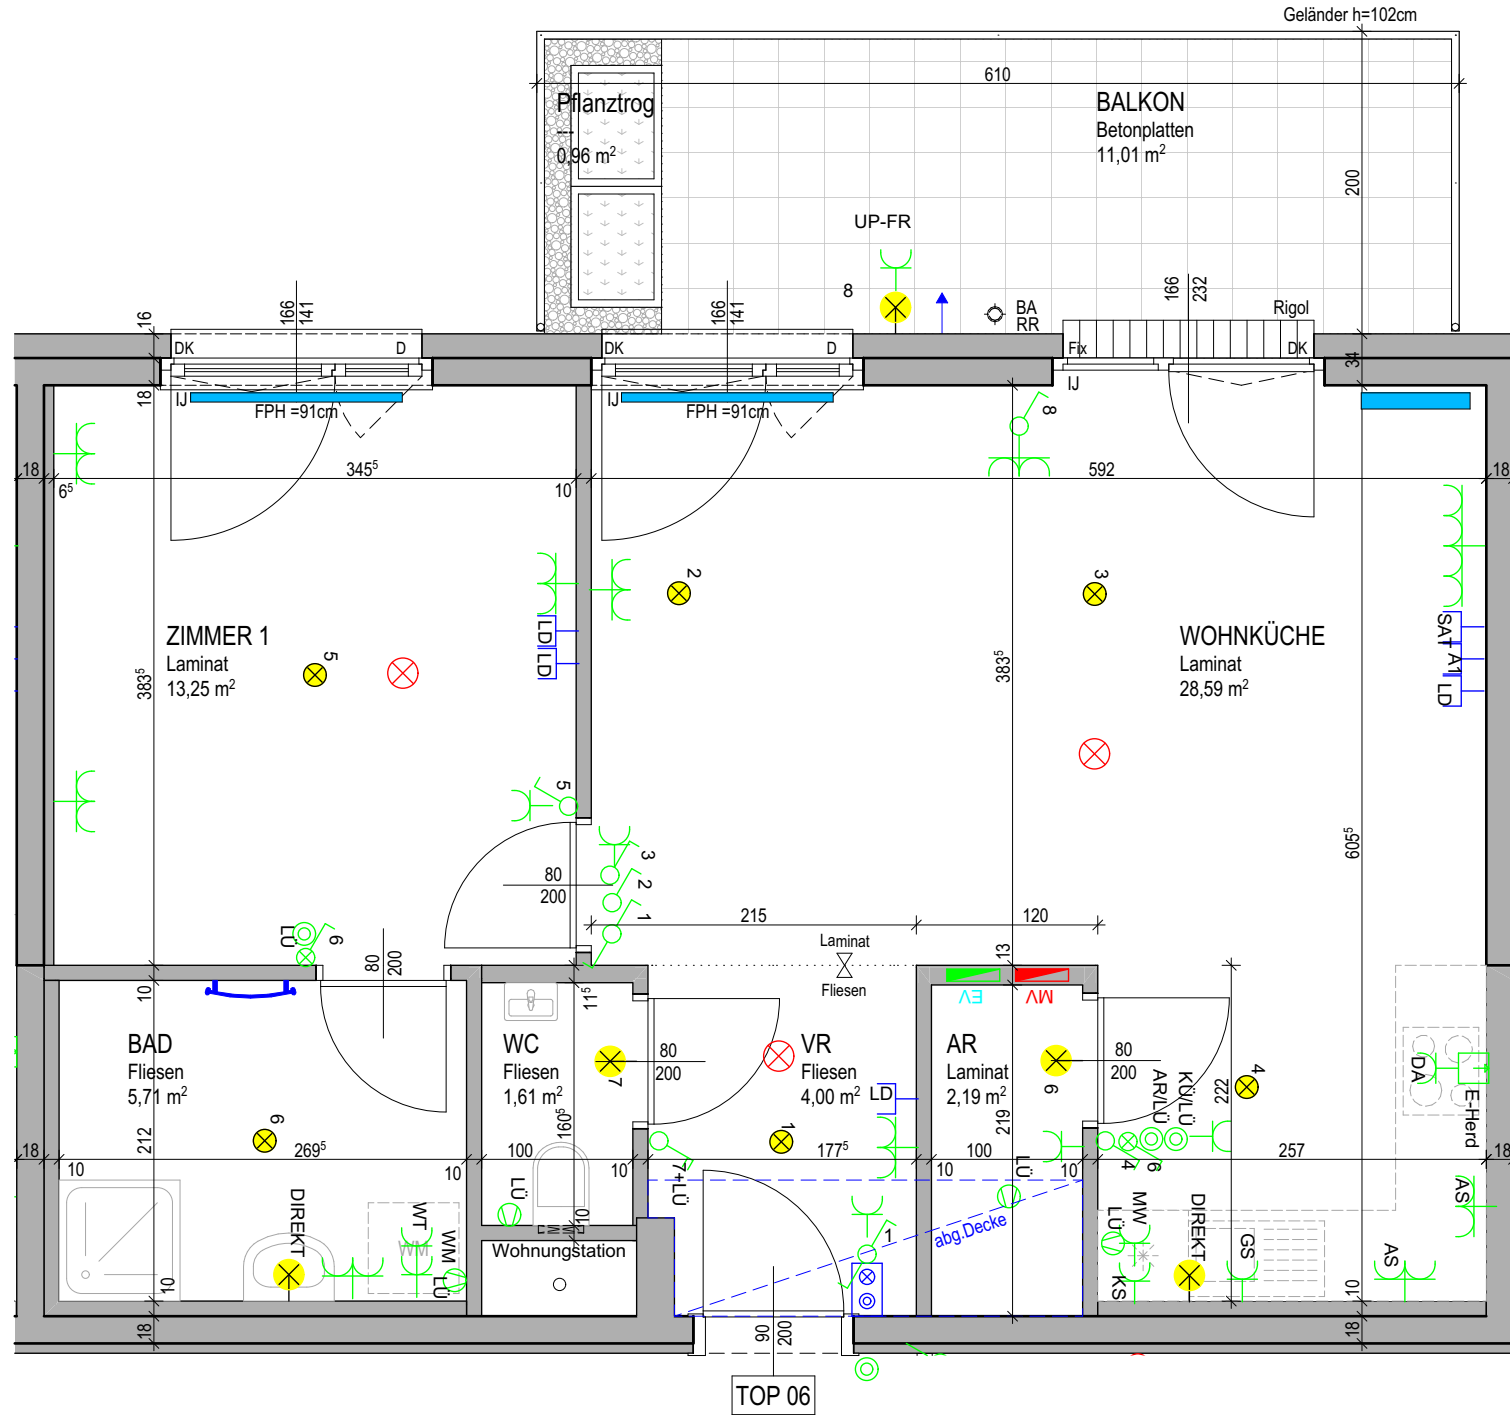 Geländer h=102cm
610
Pflanztrog
---
0,96 m²
BALKON
Betonplatten
11,01 m²
200
UP-FR
8
BA
RR
166
232
Rigol
166
141
166
141
16
DK
D
DK
D
Fix
DK
34
18
IJ
FPH =91cm
IJ
FPH =91cm
IJ
8
18
6⁵
345⁵
10
592
18
2
3
ZIMMER 1
Laminat
13,25 m²
5
383⁵
LD
LD
383⁵
WOHNKÜCHE
Laminat
28,59 m²
SAT
A1
LD
5
3
2
1
80
200
605⁵
215
120
LÜ
6
80
200
Laminat
Fliesen
13
10
11⁵
EV
MV
BAD
Fliesen
5,71 m²
WC
Fliesen
1,61 m²
7
80
200
VR
Fliesen
4,00 m²
LD
AR
Laminat
2,19 m²
6
80
200
AR/LÜ
KÜ/LÜ
222
4
DA
E-Herd
6
1
212
160⁵
219
18
10
269⁵
10
100
10
7+LÜ
177⁵
10
100
10
LÜ
4
6
257
18
DIREKT
WT
WM
WM
LÜ
LÜ
10
10
Wohnungstation
1
abg.Decke
MW
LÜ
KS
DIREKT
GS
AS
AS
10
18
18
90
200
TOP 06